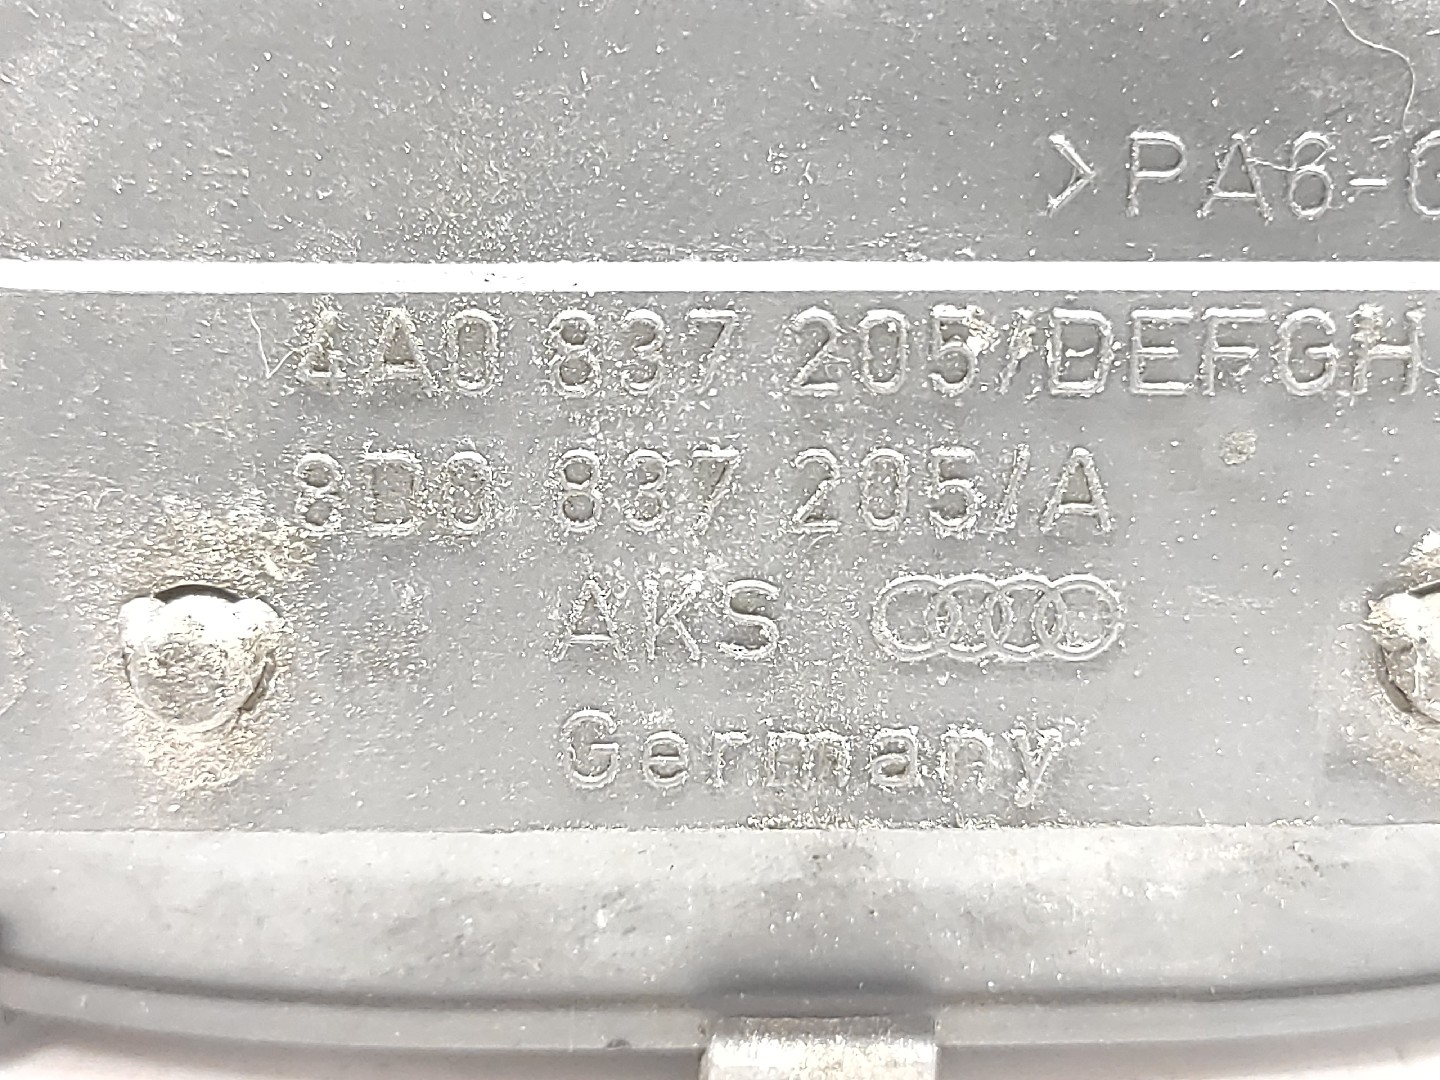 >PA6-G
4A0 837 205/DEFGH
8D0 837 205/A
AKS
Germany